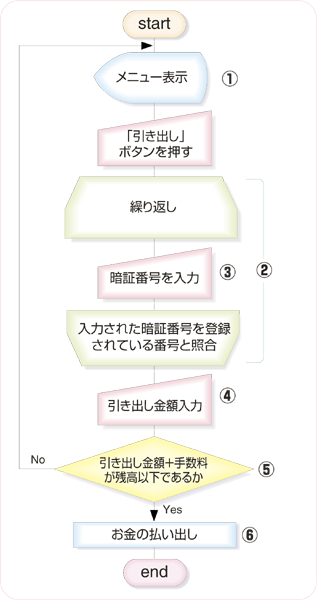 start
メニュー表示
①
「引き出し」
ボタンを押す
繰り返し
②
暗証番号を入力
③
入力された暗証番号を登録
されている番号と照合
④
引き出し金額入力
引き出し金額+手数料
が残高以下であるか
⑤
No
Yes
お金の払い出し
⑥
end